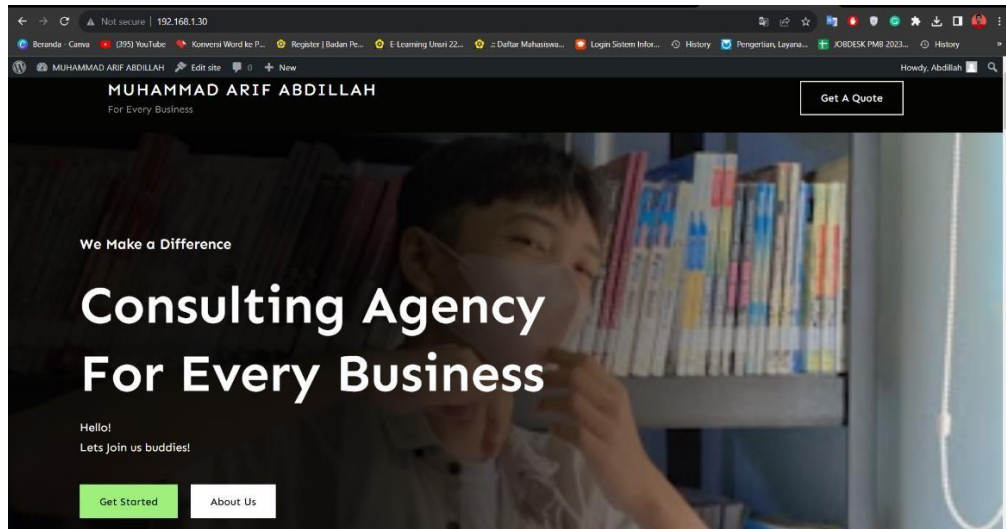 Not secure | 192.168.1.30
Beranda - Canva (395) YouTube Konversi Word ke P... Register | Badan Pe... E-Learning Unsri 22... .: Daftar Mahasiswa... Login Sistem Infor... History Pengertian, Layana... JOBDESK PMB 2023... History »
MUHAMMAD ARIF ABDILLAH Edit site 0 + New Howdy, Abdillah
MUHAMMAD ARIF ABDILLAH
For Every Business
Get A Quote
We Make a Difference
Consulting Agency
For Every Business
Hello!
Lets Join us buddies!
Get Started About Us